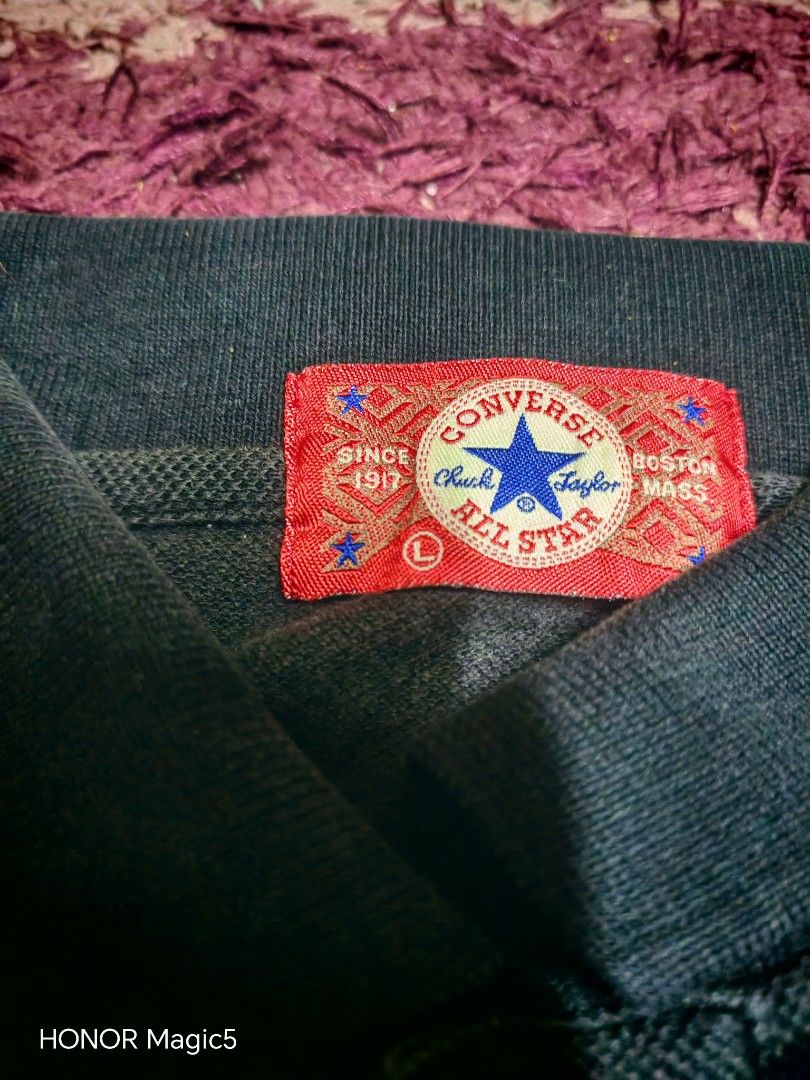 CONVERSE
SINCE
1917
Chuck Taylor
®
BOSTON
MASS.
ALL STAR
L
HONOR Magic5